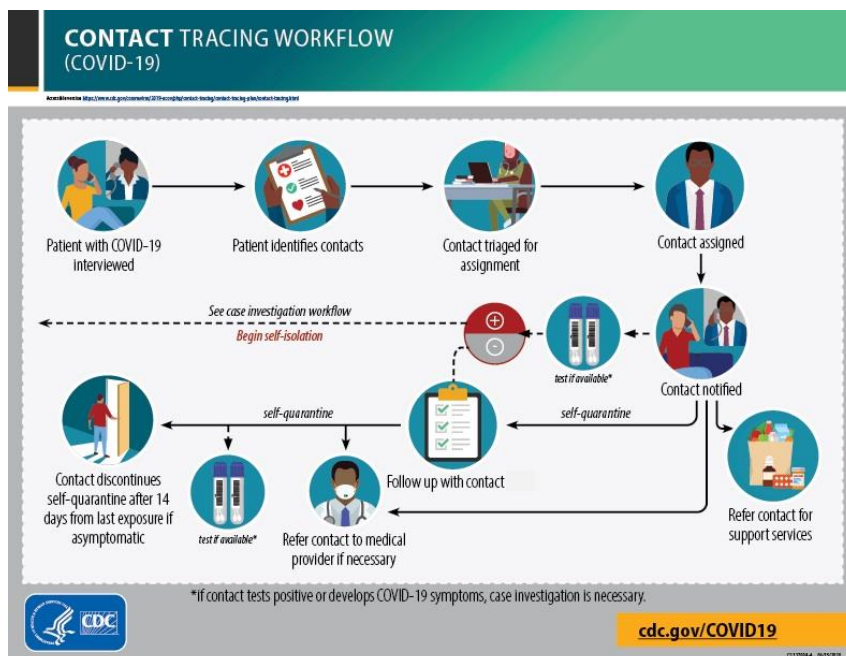 CONTACT TRACING WORKFLOW
(COVID-19)
Patient with COVID-19
interviewed
Patient identifies contacts
Contact triaged for
assignment
Contact assigned
See case investigation workflow
Begin self-isolation
test if available*
Contact notified
self-quarantine
self-quarantine
Contact discontinues
self-quarantine after 14
days from last exposure if
asymptomatic
test if available*
Refer contact to medical
provider if necessary
Follow up with contact
Refer contact for
support services
*if contact tests positive or develops COVID-19 symptoms, case investigation is necessary.
CDC
cdc.gov/COVID19